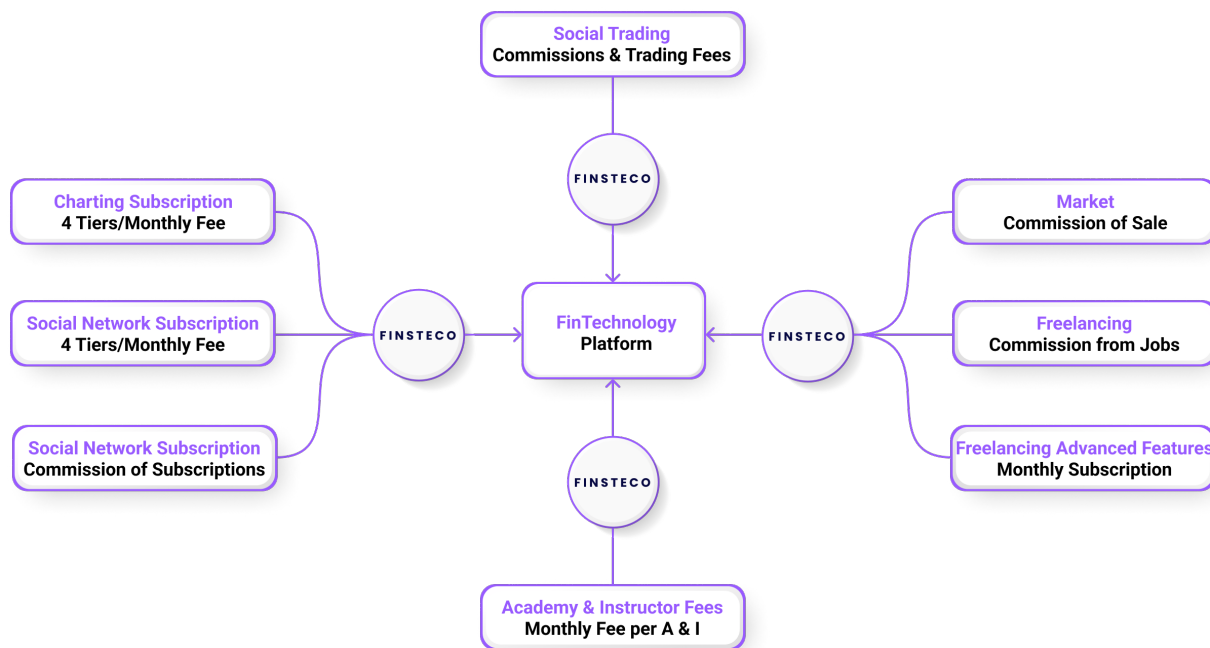 Social Trading
Commissions & Trading Fees
FINSTECO
Charting Subscription
4 Tiers/Monthly Fee
Market
Commission of Sale
Social Network Subscription
4 Tiers/Monthly Fee
FINSTECO
FinTechnology
Platform
FINSTECO
Freelancing
Commission from Jobs
Social Network Subscription
Commission of Subscriptions
Freelancing Advanced Features
Monthly Subscription
FINSTECO
Academy & Instructor Fees
Monthly Fee per A & I